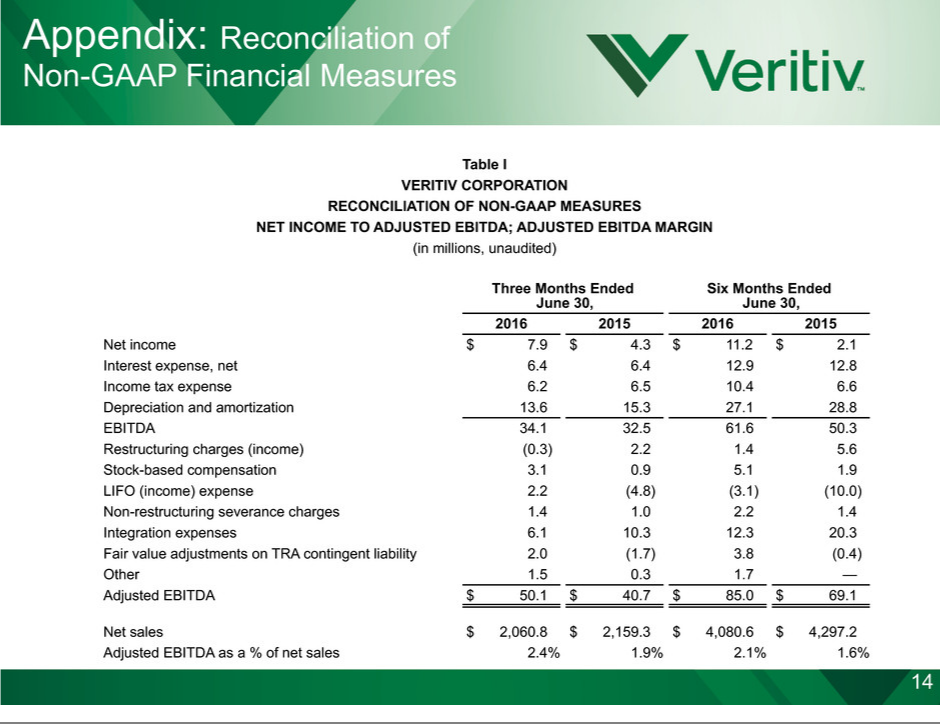 Appendix: Reconciliation of
Non-GAAP Financial Measures
Veritiv™
Table I
VERITIV CORPORATION
RECONCILIATION OF NON-GAAP MEASURES
NET INCOME TO ADJUSTED EBITDA; ADJUSTED EBITDA MARGIN
(in millions, unaudited)
Three Months Ended Six Months Ended
June 30, June 30,
2016 2015 2016 2015
Net income $ 7.9 $ 4.3 $ 11.2 $ 2.1
Interest expense, net 6.4 6.4 12.9 12.8
Income tax expense 6.2 6.5 10.4 6.6
Depreciation and amortization 13.6 15.3 27.1 28.8
EBITDA 34.1 32.5 61.6 50.3
Restructuring charges (income) (0.3) 2.2 1.4 5.6
Stock-based compensation 3.1 0.9 5.1 1.9
LIFO (income) expense 2.2 (4.8) (3.1) (10.0)
Non-restructuring severance charges 1.4 1.0 2.2 1.4
Integration expenses 6.1 10.3 12.3 20.3
Fair value adjustments on TRA contingent liability 2.0 (1.7) 3.8 (0.4)
Other 1.5 0.3 1.7 —
Adjusted EBITDA $ 50.1 $ 40.7 $ 85.0 $ 69.1
Net sales $ 2,060.8 $ 2,159.3 $ 4,080.6 $ 4,297.2
Adjusted EBITDA as a % of net sales 2.4% 1.9% 2.1% 1.6%
14